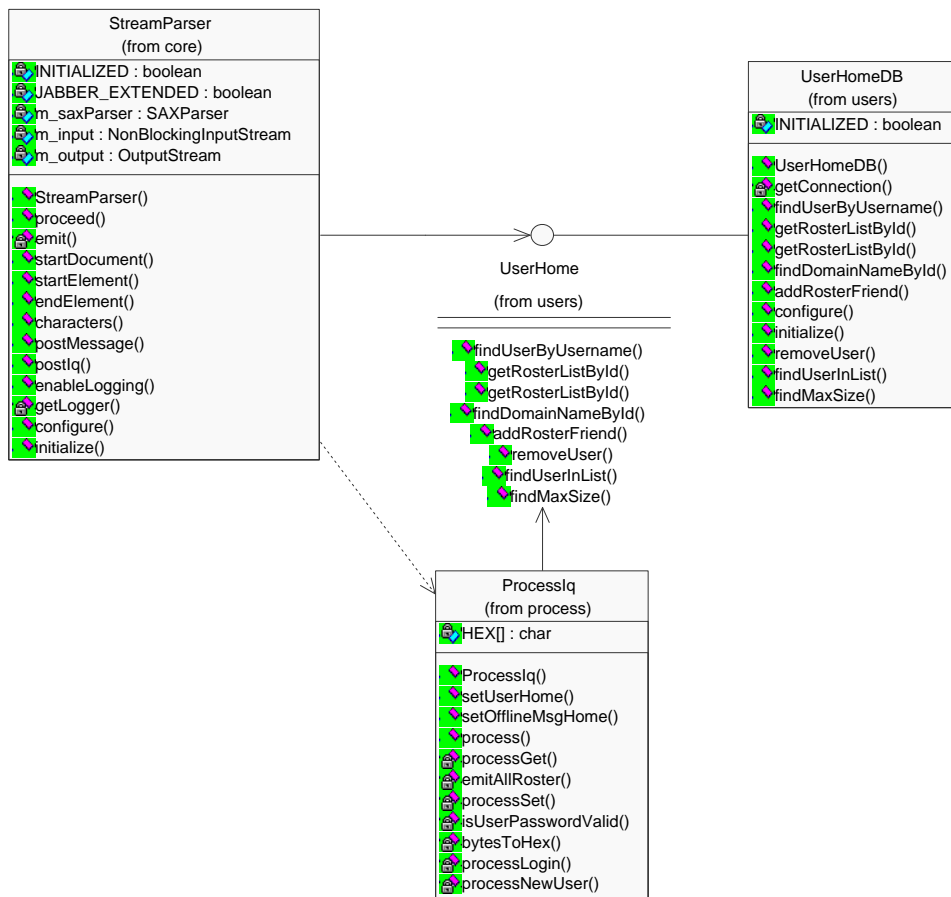 StreamParser
(from core)
INITIALIZED : boolean
JABBER_EXTENDED : boolean
m_saxParser : SAXParser
m_input : NonBlockingInputStream
m_output : OutputStream
StreamParser()
proceed()
emit()
startDocument()
startElement()
endElement()
characters()
postMessage()
postIq()
enableLogging()
getLogger()
configure()
initialize()
UserHome
(from users)
findUserByUsername()
getRosterListById()
getRosterListById()
findDomainNameById()
addRosterFriend()
removeUser()
findUserInList()
findMaxSize()
UserHomeDB
(from users)
INITIALIZED : boolean
UserHomeDB()
getConnection()
findUserByUsername()
getRosterListById()
getRosterListById()
findDomainNameById()
addRosterFriend()
configure()
initialize()
removeUser()
findUserInList()
findMaxSize()
ProcessIq
(from process)
HEX[] : char
ProcessIq()
setUserHome()
setOfflineMsgHome()
process()
processGet()
emitAllRoster()
processSet()
isUserPasswordValid()
bytesToHex()
processLogin()
processNewUser()